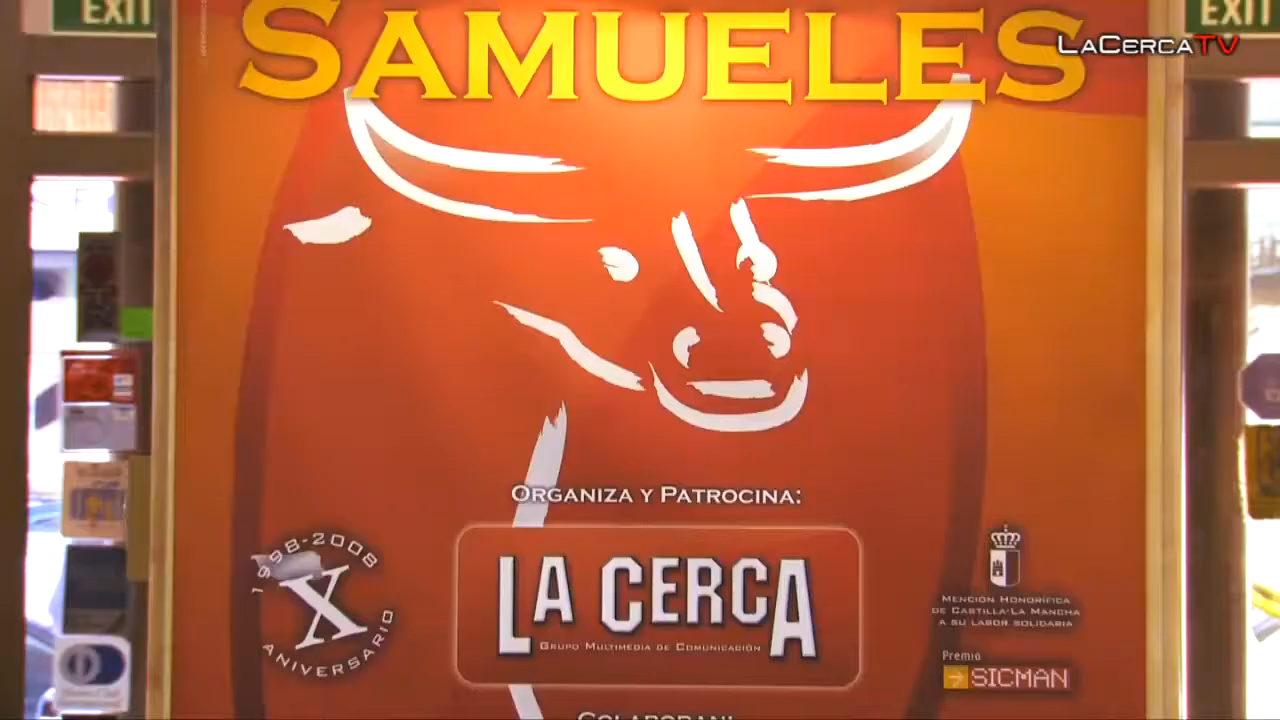 EXIT
EXIT
LACERCATV
SAMUELES
ORGANIZA Y PATROCINA:
1998-2008
X
ANIVERSARIO
LA CERCA
GRUPO MULTIMEDIA DE COMUNICACIÓN
MENCIÓN HONORÍFICA
DE CASTILLA-LA MANCHA
A SU LABOR SOLIDARIA
Premio
SICMAN
COLABORAN: